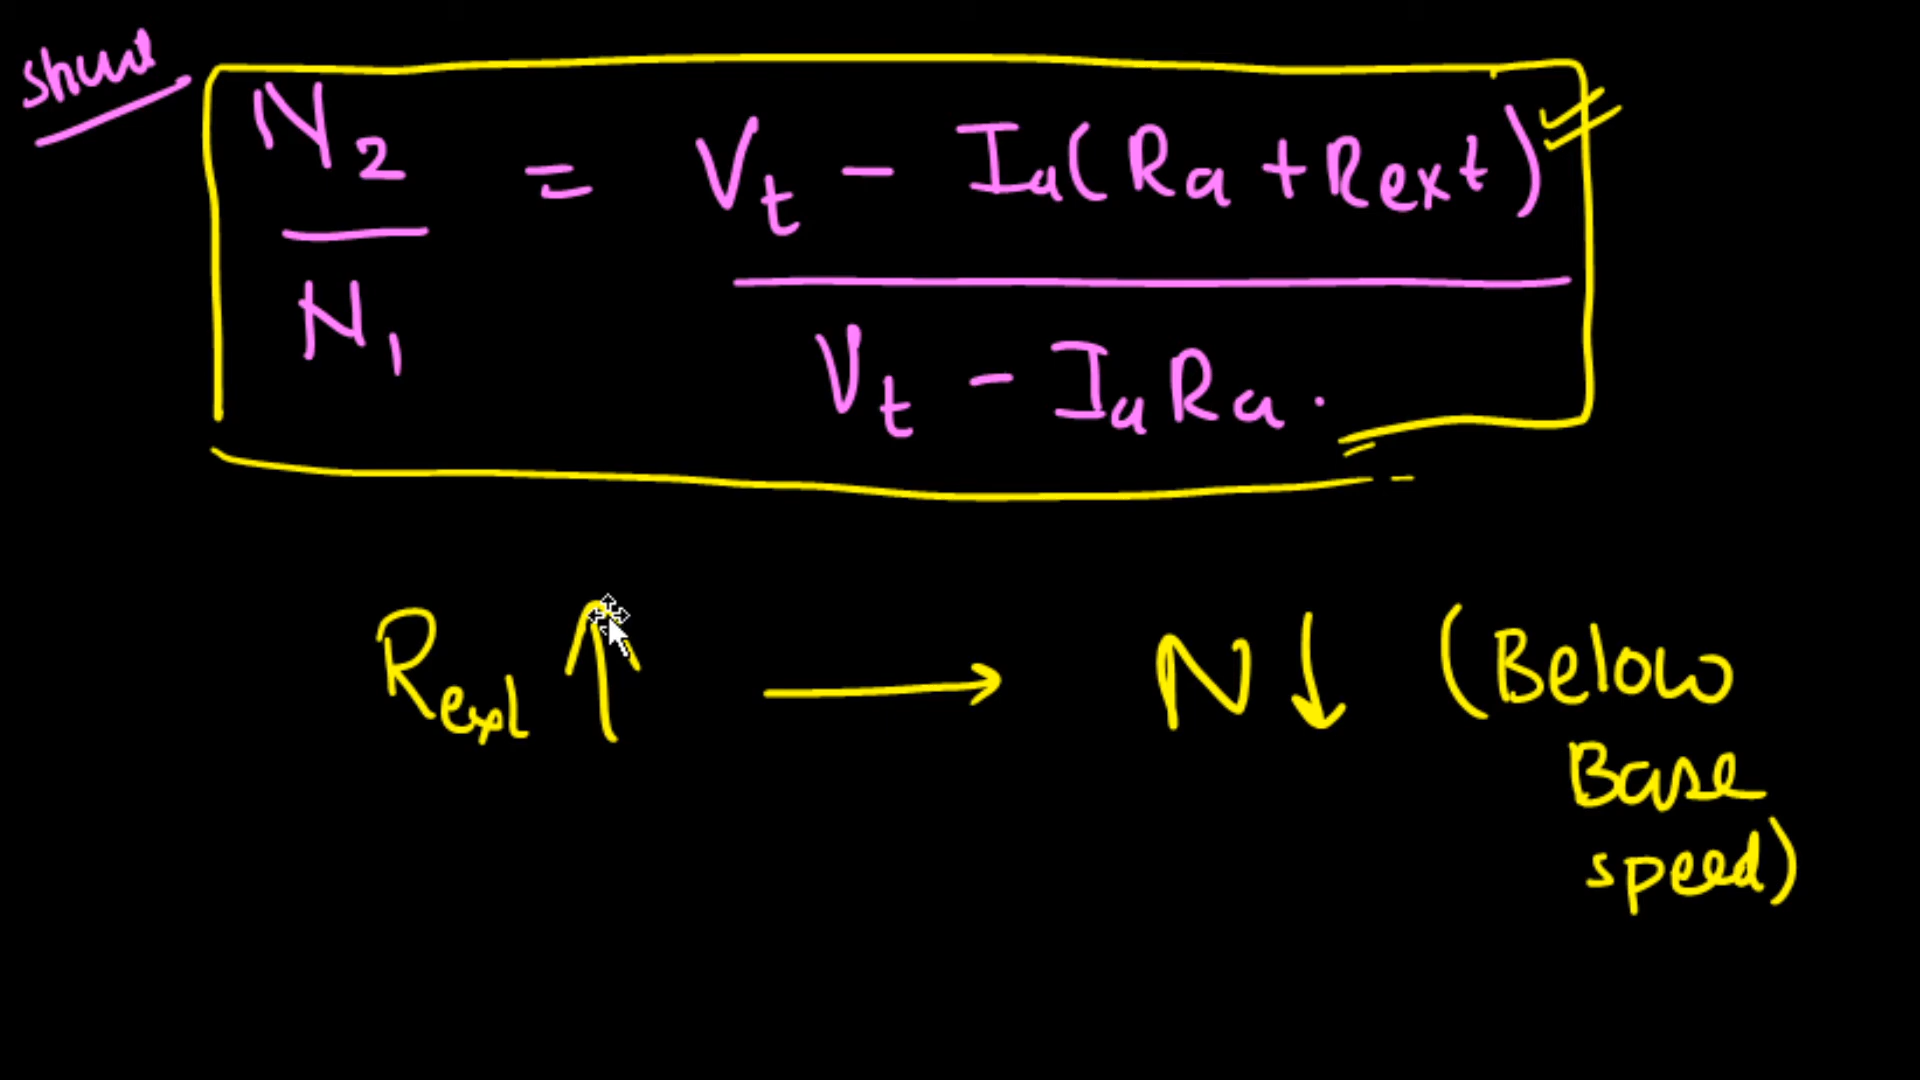 shunt
N₂/N₁ = Vt - Ia(Ra + Rext) / Vt - IaRa.
Rext ↑ → N ↓ (Below
Base
speed)